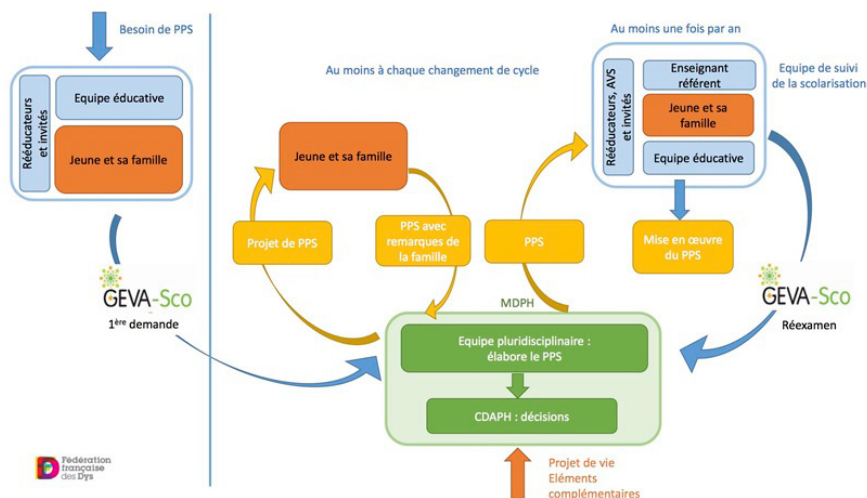 Besoin de PPS
Rééducateurs
et invités
Equipe éducative
Jeune et sa famille
GEVA-Sco
1ère demande
Au moins à chaque changement de cycle
Jeune et sa famille
Projet de PPS
PPS avec
remarques de
la famille
PPS
Au moins une fois par an
Rééducateurs, AVS
et invités
Enseignant
référent
Jeune et sa
famille
Equipe éducative
Equipe de suivi
de la scolarisation
Mise en œuvre
du PPS
GEVA-Sco
Réexamen
MDPH
Equipe pluridisciplinaire :
élabore le PPS
CDAPH : décisions
Projet de vie
Eléments
complémentaires
Fédération
française
des Dys